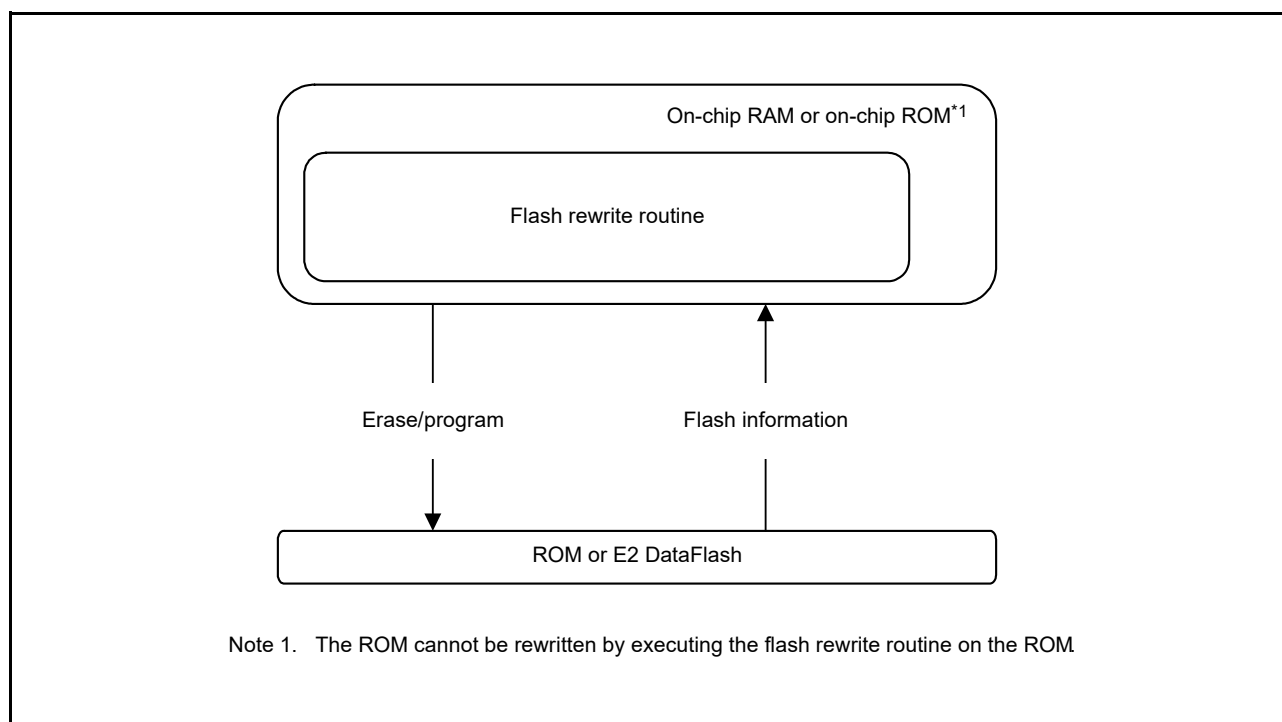 On-chip RAM or on-chip ROM*1
Flash rewrite routine
Erase/program
Flash information
ROM or E2 DataFlash
Note 1. The ROM cannot be rewritten by executing the flash rewrite routine on the ROM.